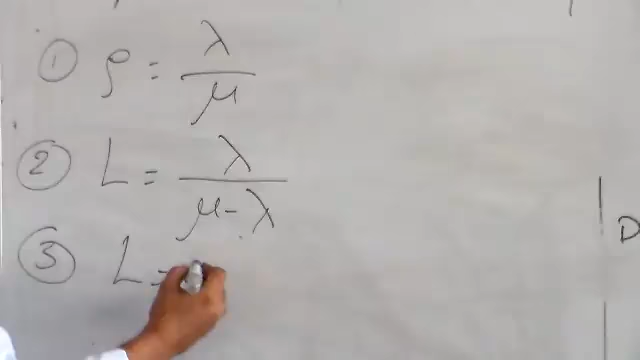 ① ρ = λ/μ
② L = λ/(μ - λ)
③ L =
D